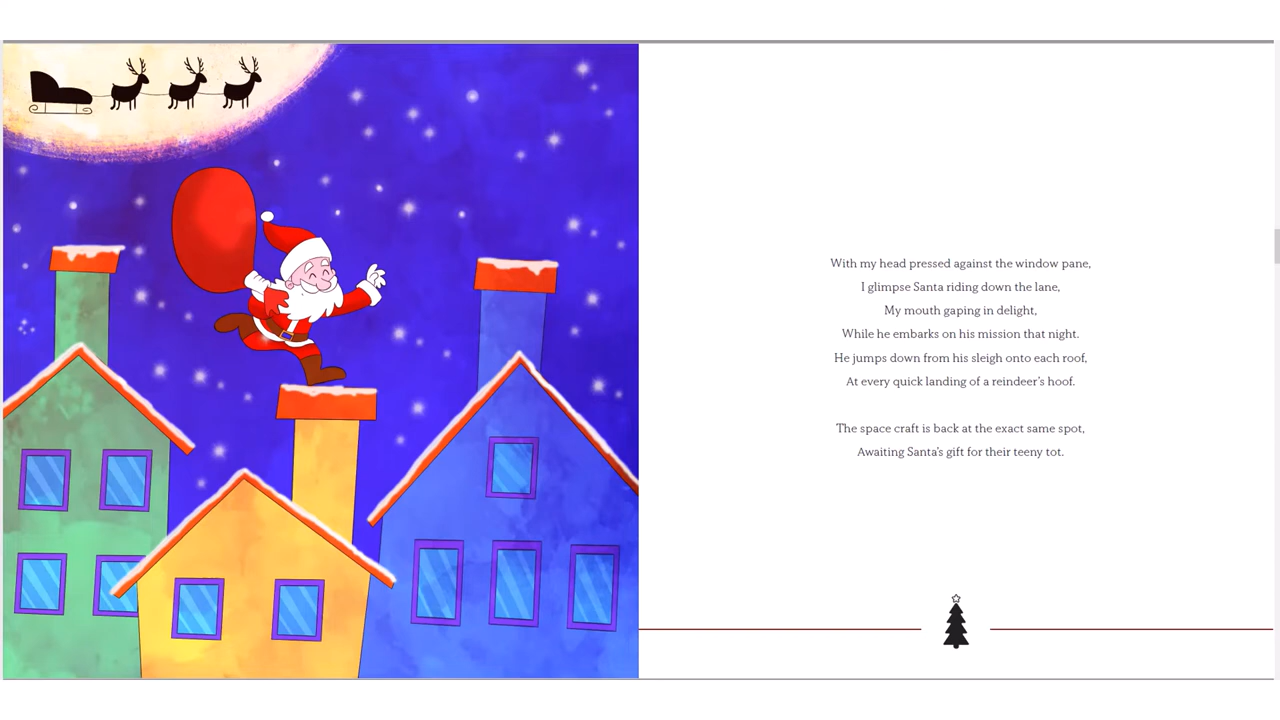 With my head pressed against the window pane,
I glimpse Santa riding down the lane,
My mouth gaping in delight,
While he embarks on his mission that night.
He jumps down from his sleigh onto each roof,
At every quick landing of a reindeer’s hoof.
The space craft is back at the exact same spot,
Awaiting Santa’s gift for their teeny tot.